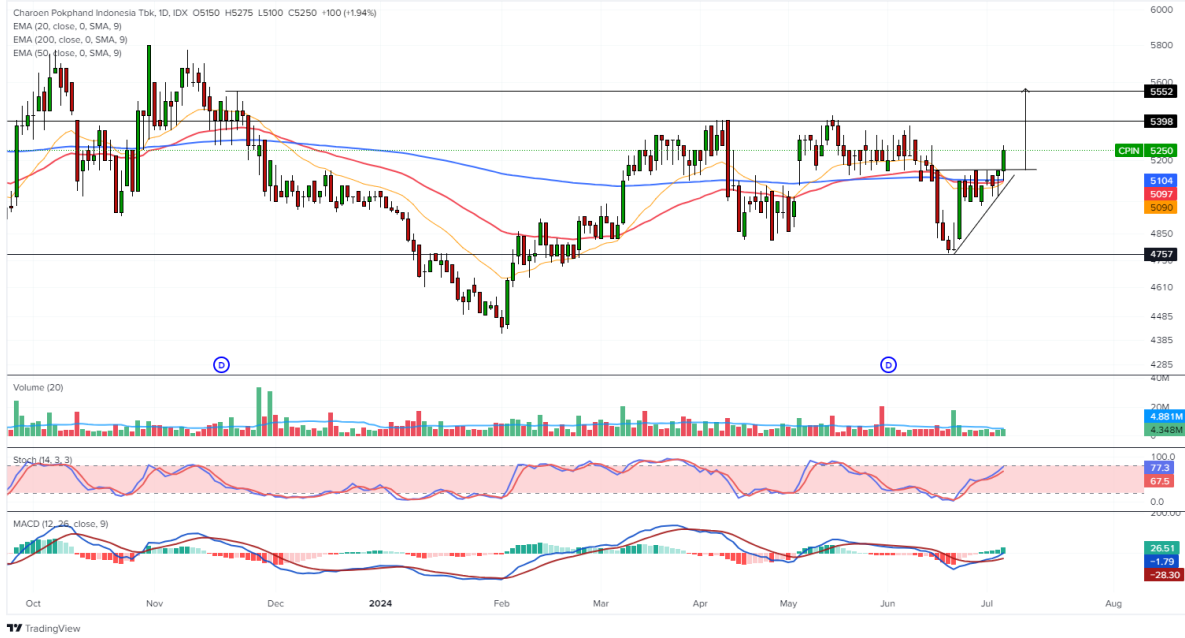 Charoen Pokphand Indonesia Tbk, 1D, IDX O5150 H5275 L5100 C5250 +100 (+1.94%)
EMA (20, close, 0, SMA, 9)
EMA (200, close, 0, SMA, 9)
EMA (50, close, 0, SMA, 9)
6000
5800
5600
5552
5398
CPIN 5250
5200
5104
5097
5090
4850
4757
4610
4485
4385
4285
D
D
Volume (20)
40M
20M
4.881M
4.348M
0
Stoch (14, 3, 3)
100.0
77.3
67.5
0.0
MACD (12, 26, close, 9)
200.00
26.51
−1.79
−28.30
Oct Nov Dec 2024 Feb Mar Apr May Jun Jul Aug
TradingView